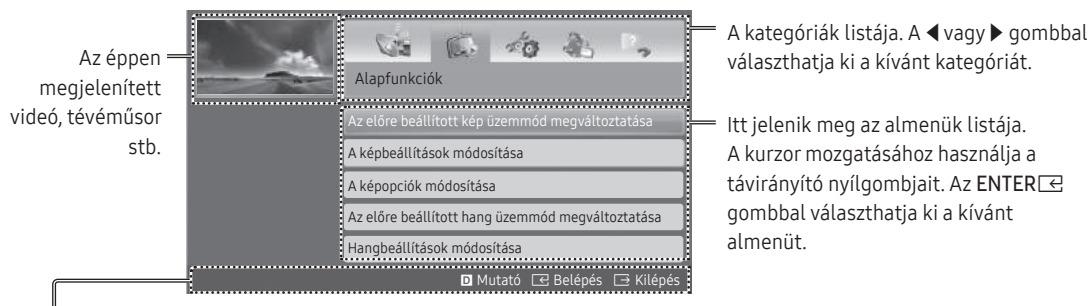 Az éppen
megjelenített
videó, tévéműsor
stb.
Alapfunkciók
Az előre beállított kép üzemmód megváltoztatása
A képbeállítások módosítása
A képopciók módosítása
Az előre beállított hang üzemmód megváltoztatása
Hangbeállítások módosítása
D Mutató Belépés Kilépés
A kategóriák listája. A ◀ vagy ▶ gombbal
választhatja ki a kívánt kategóriát.
Itt jelenik meg az almenük listája.
A kurzor mozgatásához használja a
távirányító nyílgombjait. Az ENTER
gombbal választhatja ki a kívánt
almenüt.